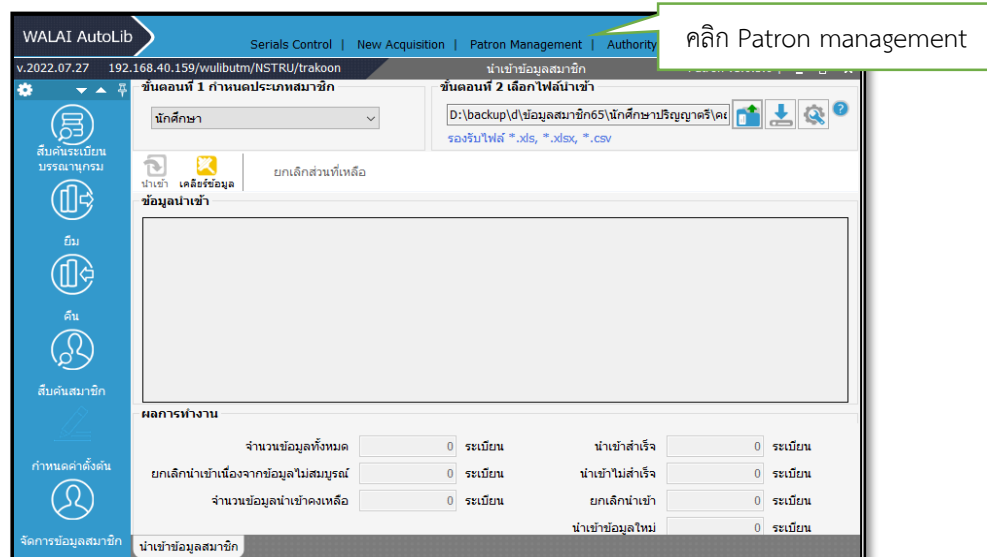 WALAI AutoLib
Serials Control | New Acquisition | Patron Management | Authority
คลิก Patron management
v.2022.07.27 192.168.40.159/wulibutm/NSTRU/trakoon
นำเข้าข้อมูลสมาชิก
ขั้นตอนที่ 1 กำหนดประเภทสมาชิก
ขั้นตอนที่ 2 เลือกไฟล์นำเข้า
นักศึกษา
D:\backup\d\ข้อมูลสมาชิก65\นักศึกษาปริญญาตรี\คณ
รองรับไฟล์ *.xls, *.xlsx, *.csv
สืบค้นระเบียน
บรรณานุกรม
ยืม
คืน
สืบค้นสมาชิก
กำหนดค่าตั้งต้น
จัดการข้อมูลสมาชิก
นำเข้า เคลียร์ข้อมูล ยกเลิกส่วนที่เหลือ
ข้อมูลนำเข้า
ผลการทำงาน
จำนวนข้อมูลทั้งหมด 0 ระเบียน นำเข้าสำเร็จ 0 ระเบียน
ยกเลิกนำเข้าเนื่องจากข้อมูลไม่สมบูรณ์ 0 ระเบียน นำเข้าไม่สำเร็จ 0 ระเบียน
จำนวนข้อมูลนำเข้าคงเหลือ 0 ระเบียน ยกเลิกนำเข้า 0 ระเบียน
นำเข้าข้อมูลใหม่ 0 ระเบียน
นำเข้าข้อมูลสมาชิก